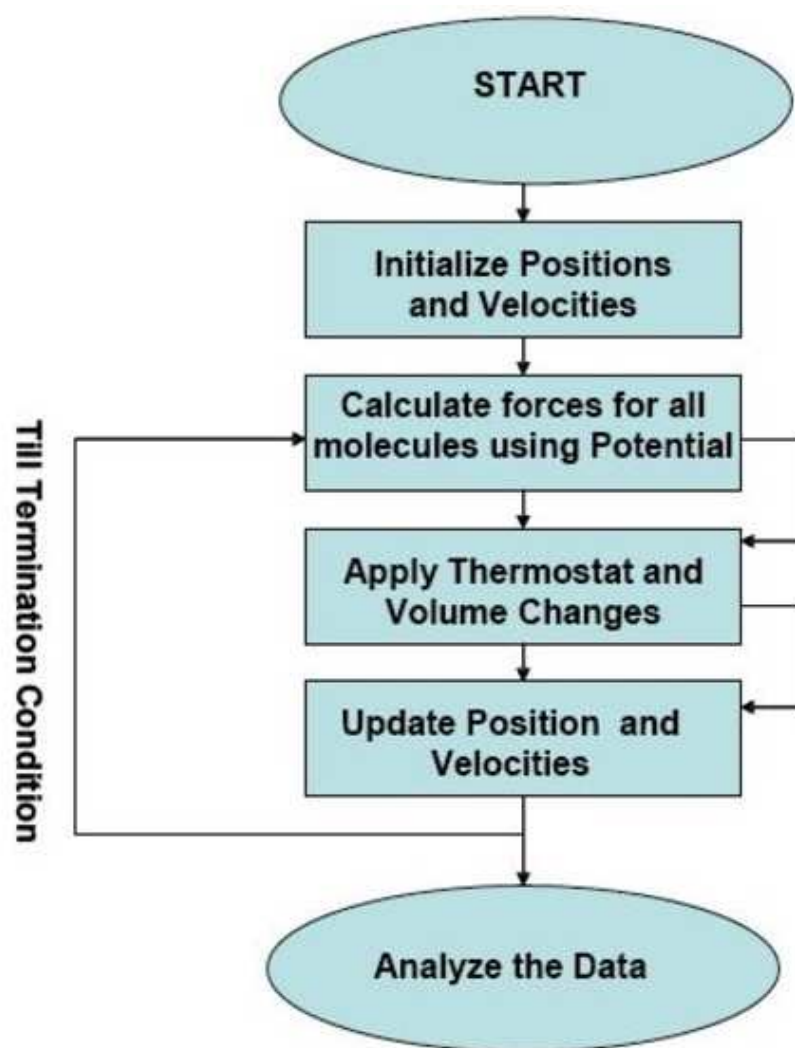 START
Initialize Positions
and Velocities
Calculate forces for all
molecules using Potential
Apply Thermostat and
Volume Changes
Update Position and
Velocities
Till Termination Condition
Analyze the Data